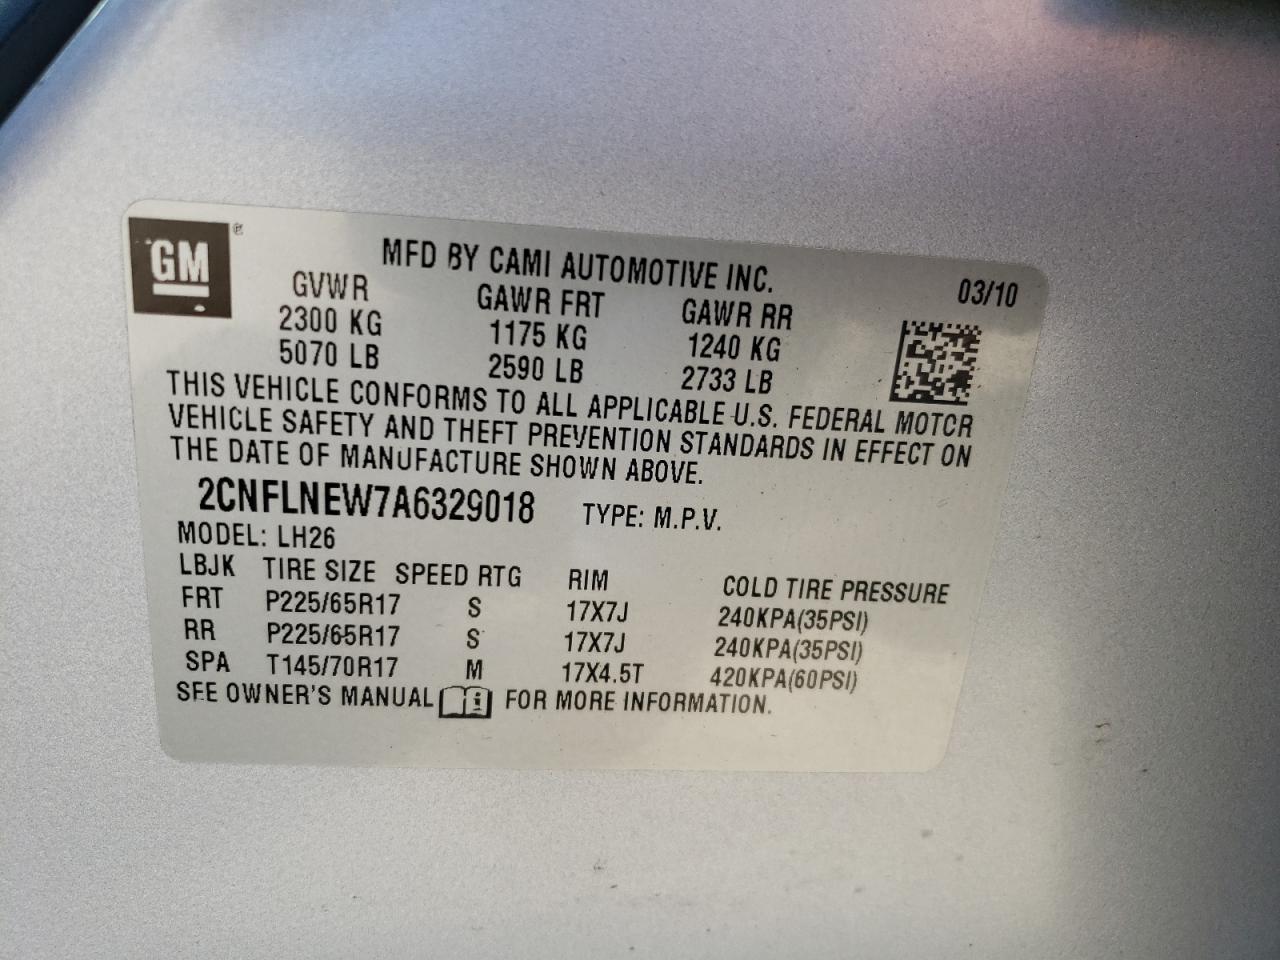 GM ®
MFD BY CAMI AUTOMOTIVE INC.
03/10
GVWR GAWR FRT GAWR RR
2300 KG 1175 KG 1240 KG
5070 LB 2590 LB 2733 LB
THIS VEHICLE CONFORMS TO ALL APPLICABLE U.S. FEDERAL MOTOR
VEHICLE SAFETY AND THEFT PREVENTION STANDARDS IN EFFECT ON
THE DATE OF MANUFACTURE SHOWN ABOVE.
2CNFLNEW7A6329018 TYPE: M.P.V.
MODEL: LH26
LBJK TIRE SIZE SPEED RTG RIM COLD TIRE PRESSURE
FRT P225/65R17 S 17X7J 240KPA(35PSI)
RR P225/65R17 S 17X7J 240KPA(35PSI)
SPA T145/70R17 M 17X4.5T 420KPA(60PSI)
SEE OWNER'S MANUAL FOR MORE INFORMATION.